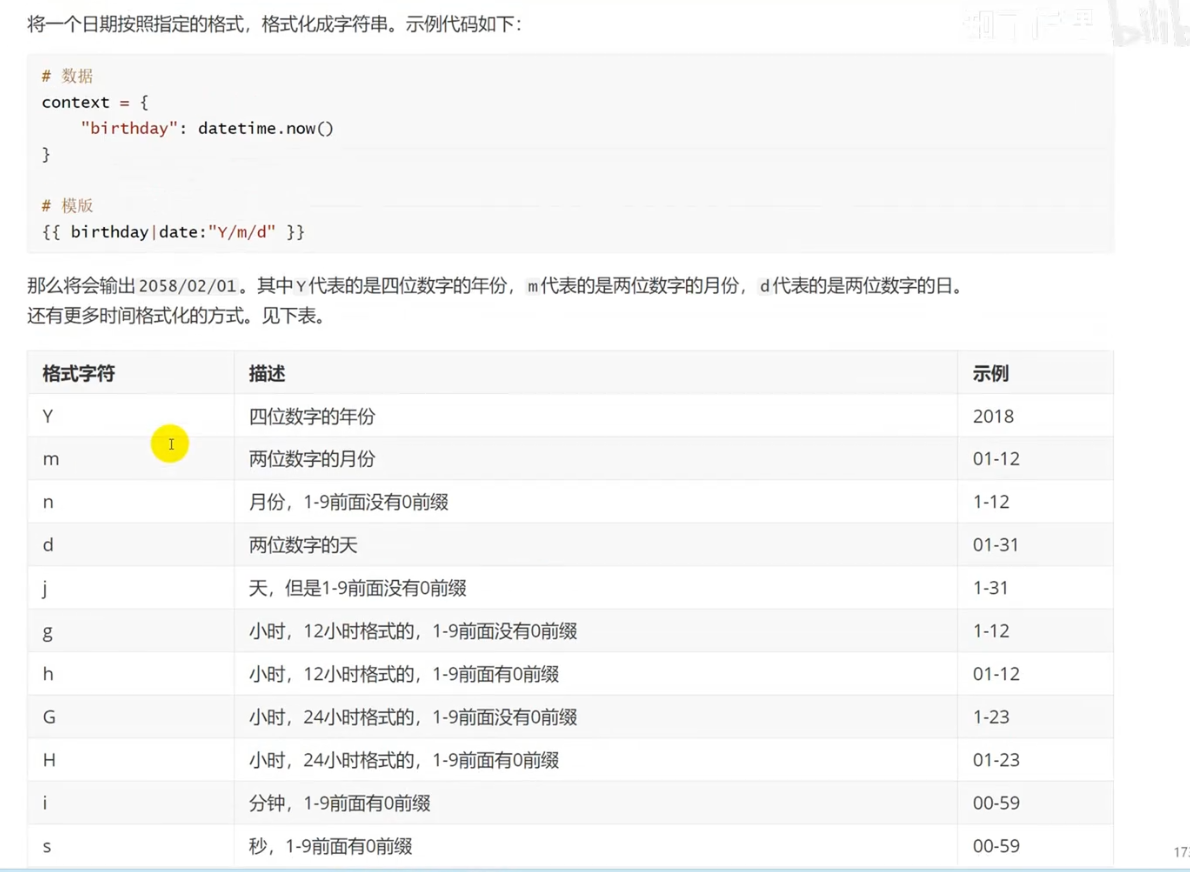 将一个日期按照指定的格式，格式化成字符串。示例代码如下：
# 数据
context = {
"birthday": datetime.now()
}
# 模版
{{ birthday|date:"Y/m/d" }}
那么将会输出2058/02/01。其中Y代表的是四位数字的年份，m代表的是两位数字的月份，d代表的是两位数字的日。
还有更多时间格式化的方式。见下表。
格式字符 描述 示例
Y 四位数字的年份 2018
m 两位数字的月份 01-12
n 月份，1-9前面没有0前缀 1-12
d 两位数字的天 01-31
j 天，但是1-9前面没有0前缀 1-31
g 小时，12小时格式的，1-9前面没有0前缀 1-12
h 小时，12小时格式的，1-9前面有0前缀 01-12
G 小时，24小时格式的，1-9前面没有0前缀 1-23
H 小时，24小时格式的，1-9前面有0前缀 01-23
i 分钟，1-9前面有0前缀 00-59
s 秒，1-9前面有0前缀 00-59